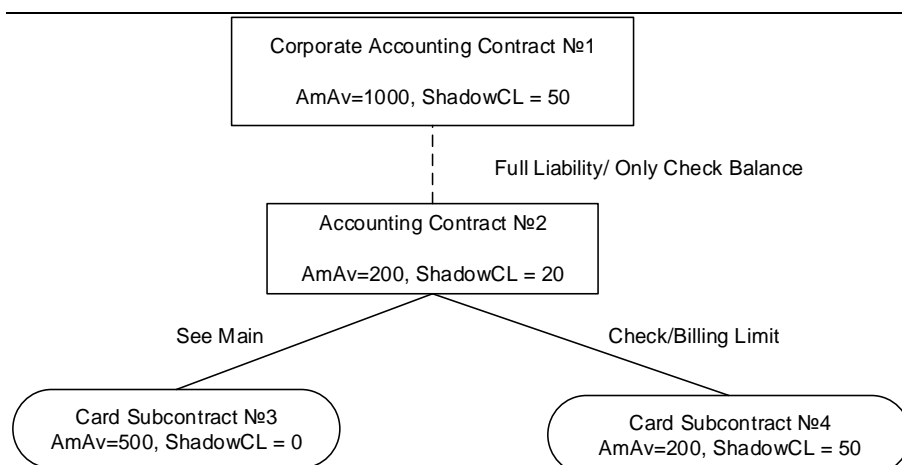 Corporate Accounting Contract №1
AmAv=1000, ShadowCL = 50
Full Liability/ Only Check Balance
Accounting Contract №2
AmAv=200, ShadowCL = 20
See Main
Check/Billing Limit
Card Subcontract №3
AmAv=500, ShadowCL = 0
Card Subcontract №4
AmAv=200, ShadowCL = 50